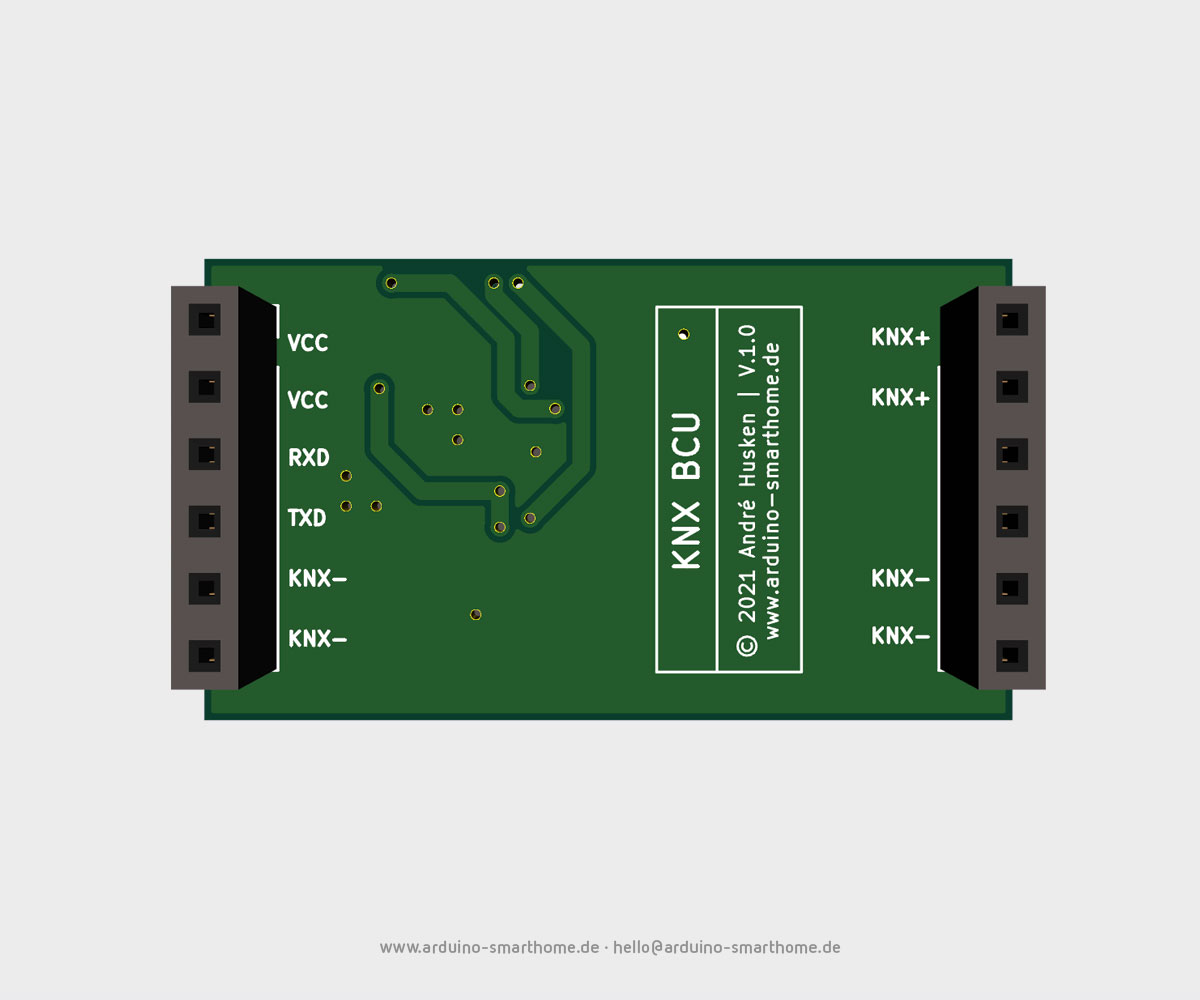 VCC
VCC
RXD
TXD
KNX−
KNX−
KNX BCU
© 2021 André Husken | V.1.0
www.arduino−smarthome.de
KNX+
KNX+
KNX−
KNX−
www.arduino-smarthome.de · hello@arduino-smarthome.de